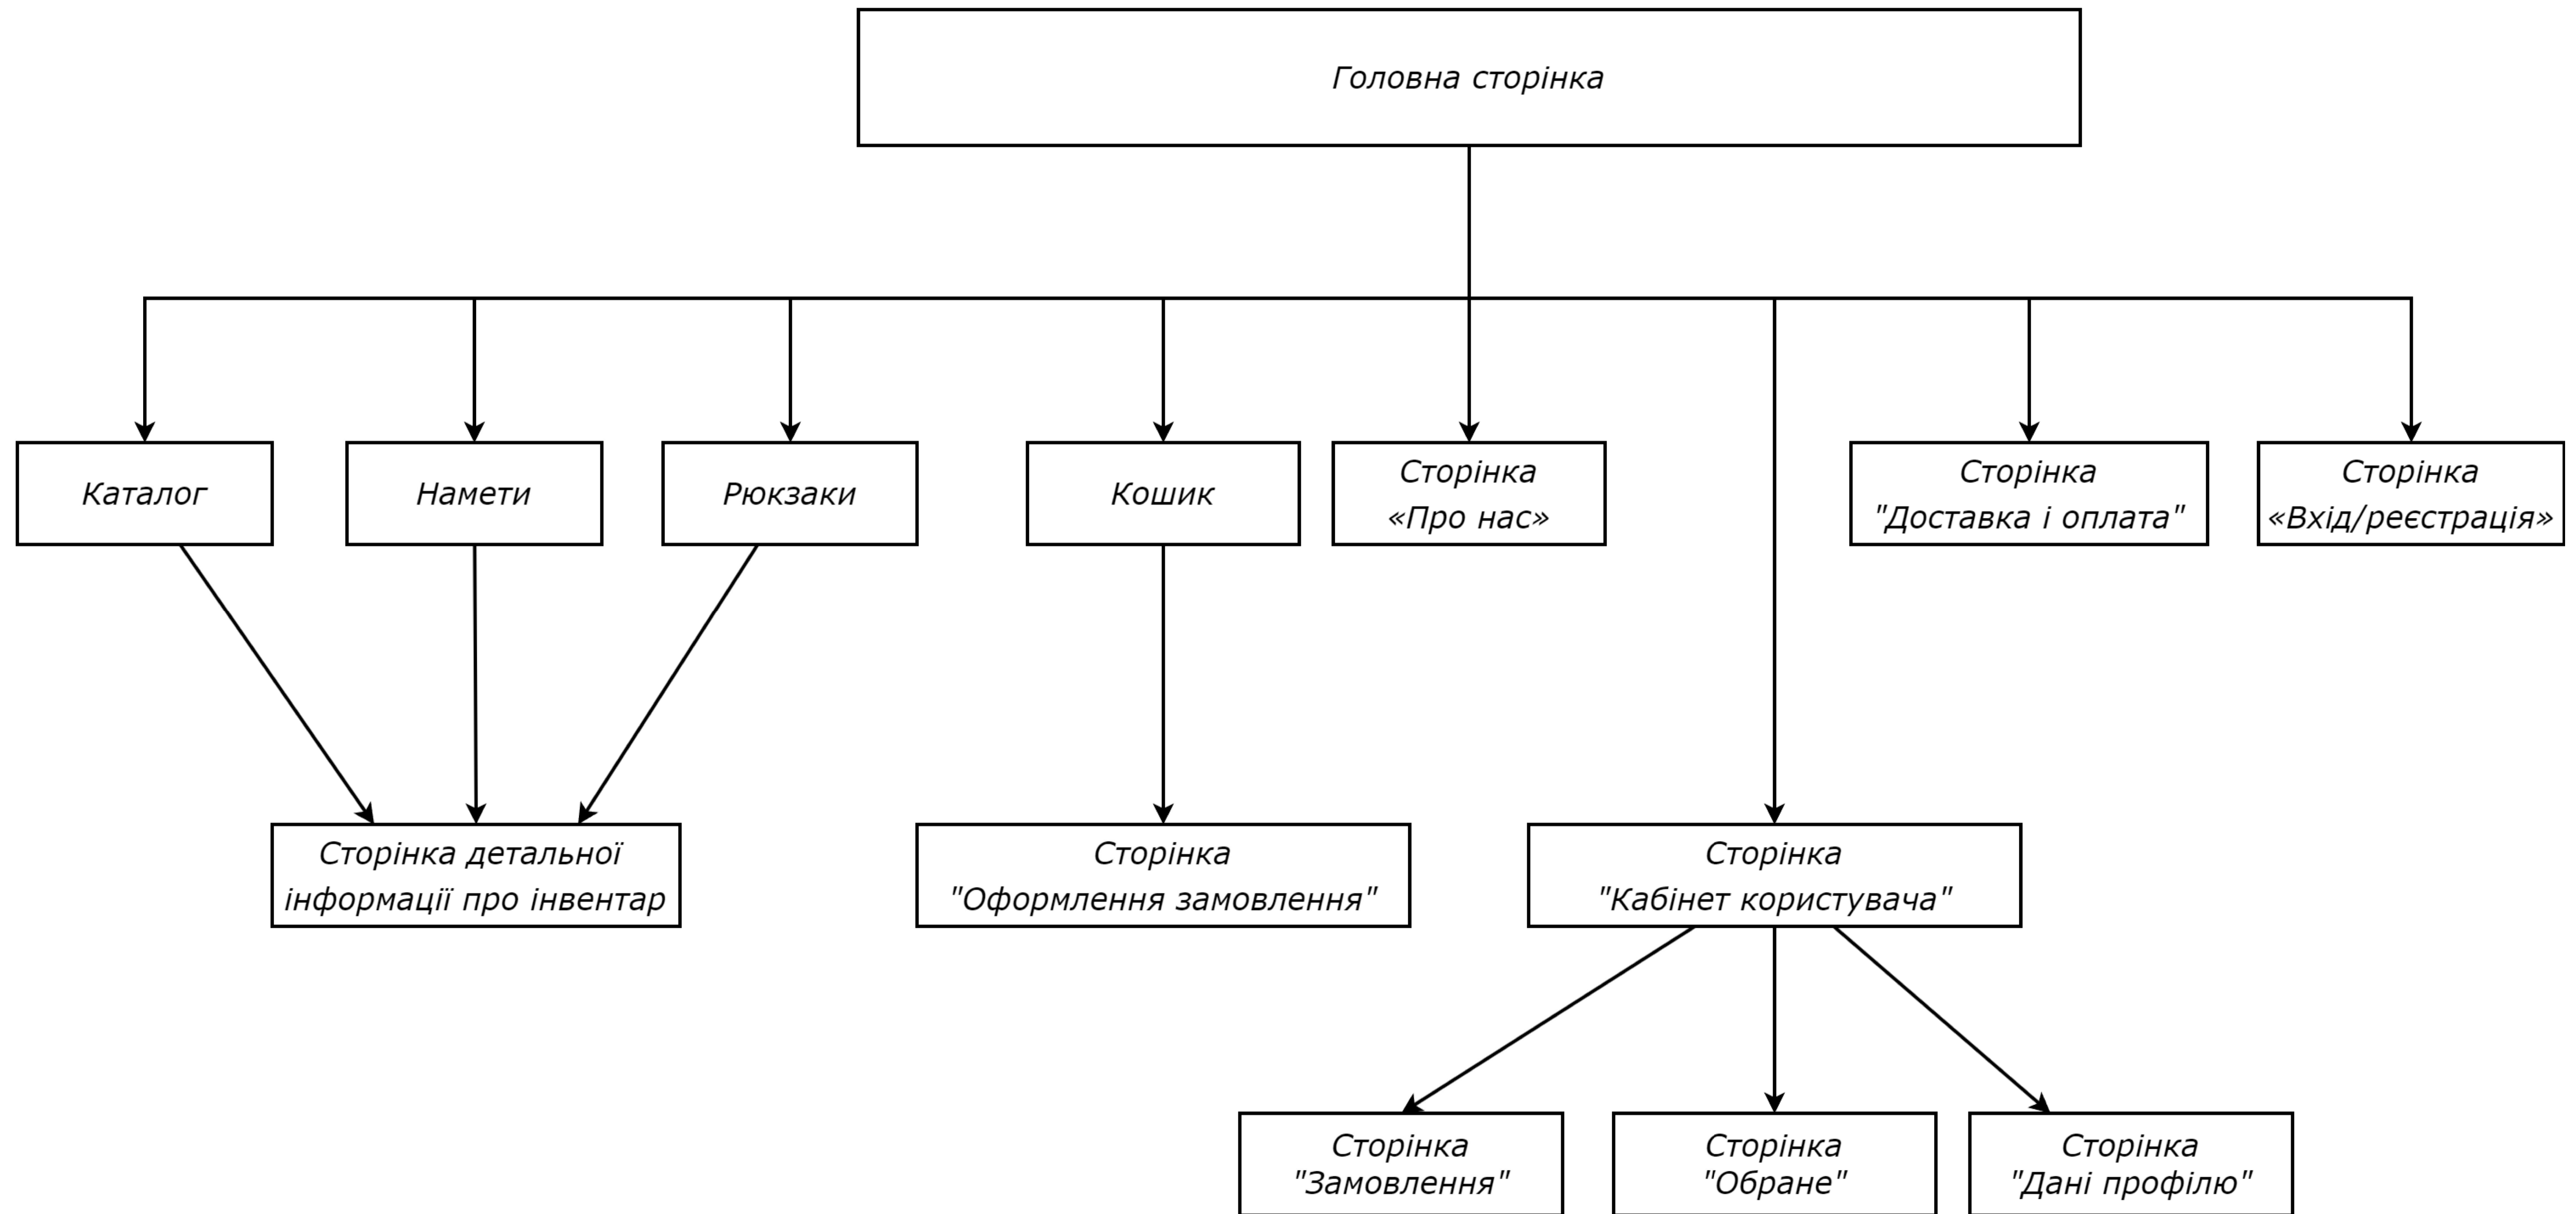 Головна сторінка
Каталог
Намети
Рюкзаки
Кошик
Сторінка
«Про нас»
Сторінка
"Доставка і оплата"
Сторінка
«Вхід/реєстрація»
Сторінка детальної
інформації про інвентар
Сторінка
"Оформлення замовлення"
Сторінка
"Кабінет користувача"
Сторінка
"Замовлення"
Сторінка
"Обране"
Сторінка
"Дані профілю"